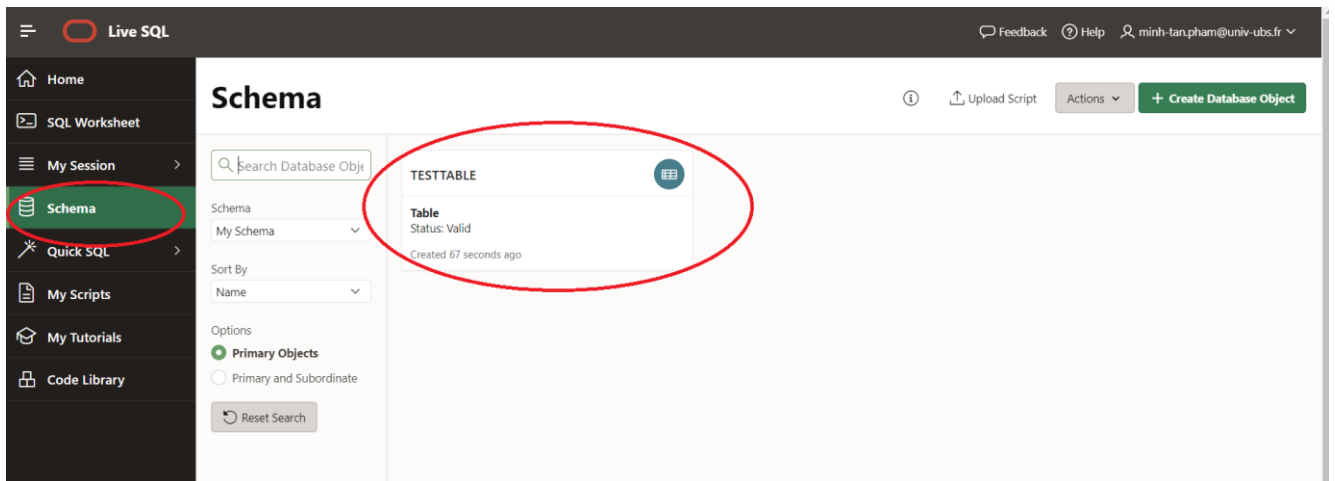 Live SQL
Feedback
Help
minh-tan.pham@univ-ubs.fr
Home
SQL Worksheet
My Session
Schema
Quick SQL
My Scripts
My Tutorials
Code Library
Schema
Upload Script
Actions
+ Create Database Object
Search Database Obje
Schema
My Schema
Sort By
Name
Options
Primary Objects
Primary and Subordinate
Reset Search
TESTTABLE
Table
Status: Valid
Created 67 seconds ago